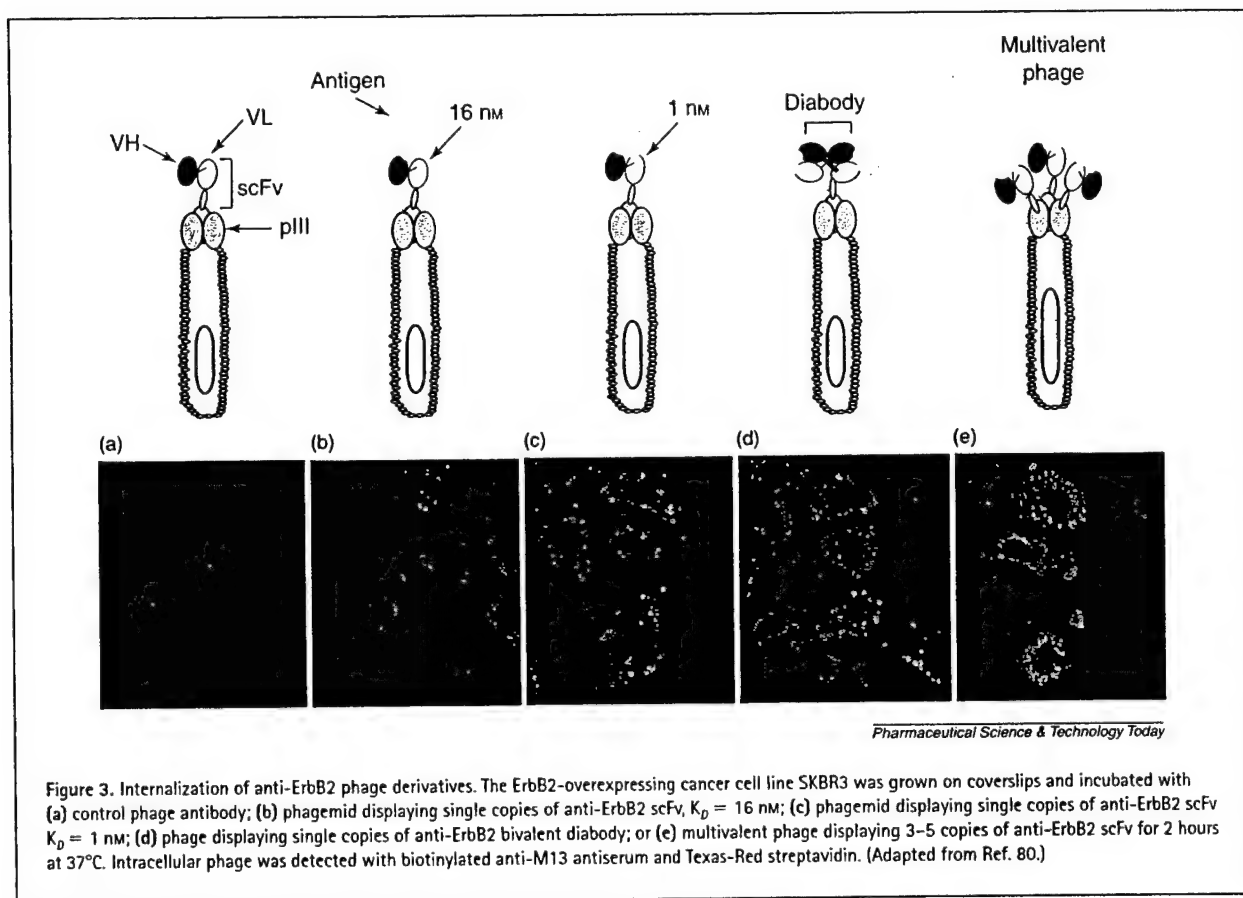 Multivalent
phage
Antigen
Diabody
VL
16 nM
1 nM
VH
scFv
pIII
(a)
(b)
(c)
(d)
(e)
Pharmaceutical Science & Technology Today
Figure 3. Internalization of anti-ErbB2 phage derivatives. The ErbB2-overexpressing cancer cell line SKBR3 was grown on coverslips and incubated with
(a) control phage antibody; (b) phagemid displaying single copies of anti-ErbB2 scFv, K_D = 16 nM; (c) phagemid displaying single copies of anti-ErbB2 scFv
K_D = 1 nM; (d) phage displaying single copies of anti-ErbB2 bivalent diabody; or (e) multivalent phage displaying 3–5 copies of anti-ErbB2 scFv for 2 hours
at 37°C. Intracellular phage was detected with biotinylated anti-M13 antiserum and Texas-Red streptavidin. (Adapted from Ref. 80.)